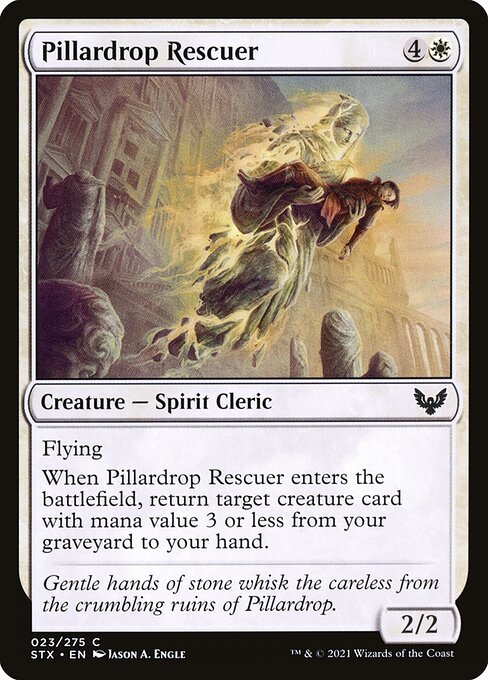 Pillardrop Rescuer 4
Creature — Spirit Cleric
Flying
When Pillardrop Rescuer enters the
battlefield, return target creature card
with mana value 3 or less from your
graveyard to your hand.
Gentle hands of stone whisk the careless from
the crumbling ruins of Pillardrop.
2/2
023/275 C
STX • EN Jason A. Engle
™ & © 2021 Wizards of the Coast